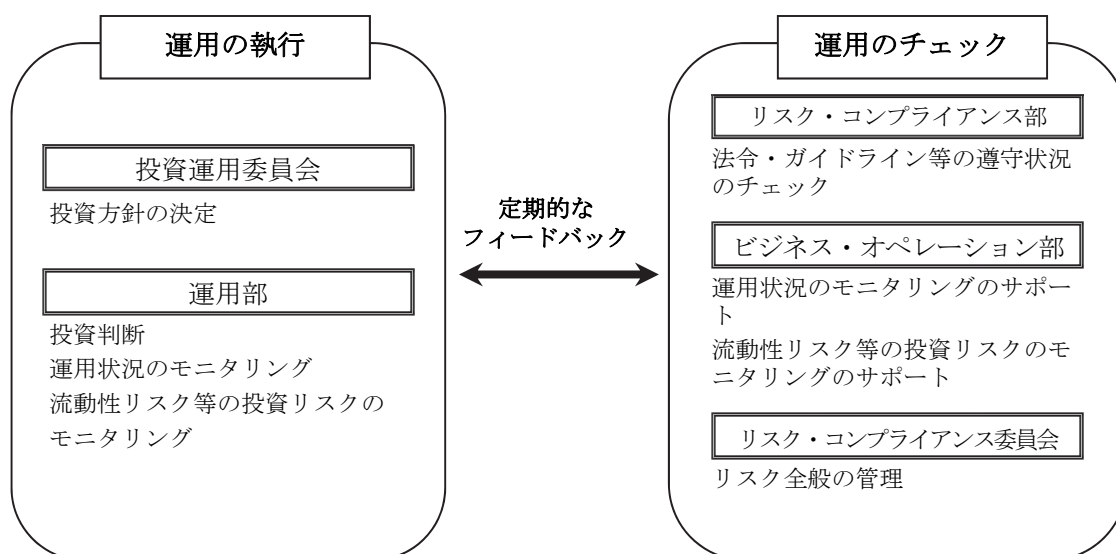 運用の執行
投資運用委員会
投資方針の決定
運用部
投資判断
運用状況のモニタリング
流動性リスク等の投資リスクの
モニタリング
定期的な
フィードバック
運用のチェック
リスク・コンプライアンス部
法令・ガイドライン等の遵守状況
のチェック
ビジネス・オペレーション部
運用状況のモニタリングのサポー
ト
流動性リスク等の投資リスクのモ
ニタリングのサポート
リスク・コンプライアンス委員会
リスク全般の管理